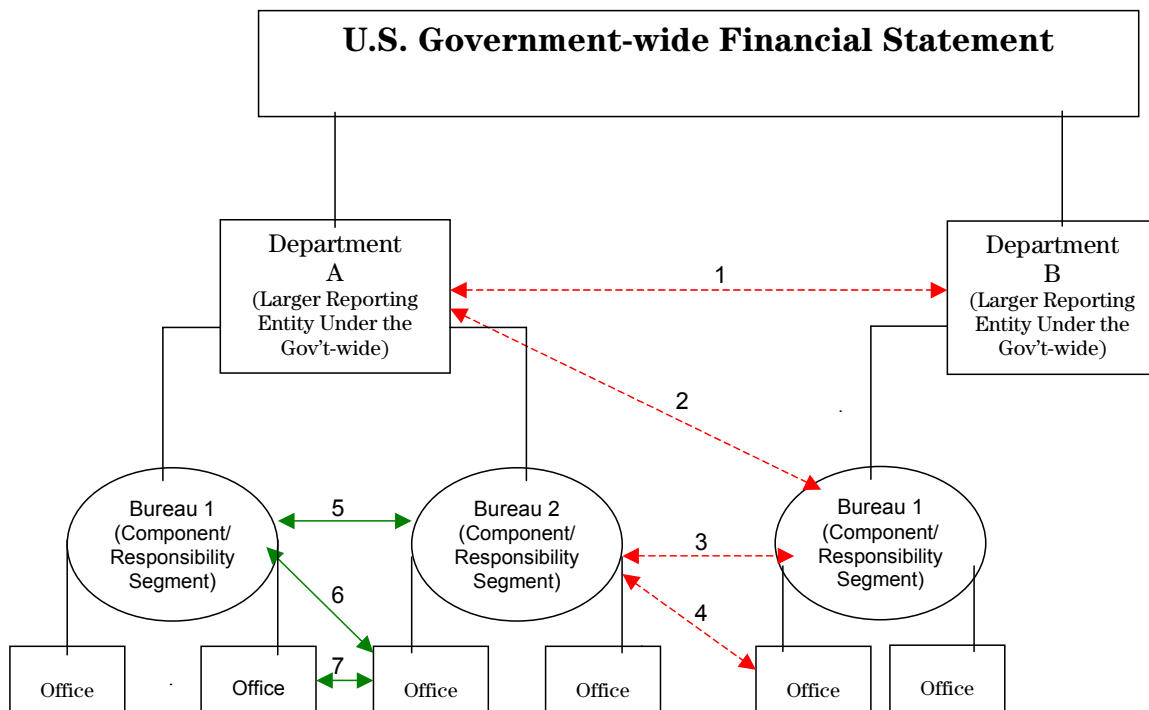 U.S. Government-wide Financial Statement
Department
A
(Larger Reporting
Entity Under the
Gov't-wide)
Department
B
(Larger Reporting
Entity Under the
Gov't-wide)
1
2
Bureau 1
(Component/
Responsibility
Segment)
5
Bureau 2
(Component/
Responsibility
Segment)
3
Bureau 1
(Component/
Responsibility
Segment)
6
4
7
Office
Office
Office
Office
Office
Office